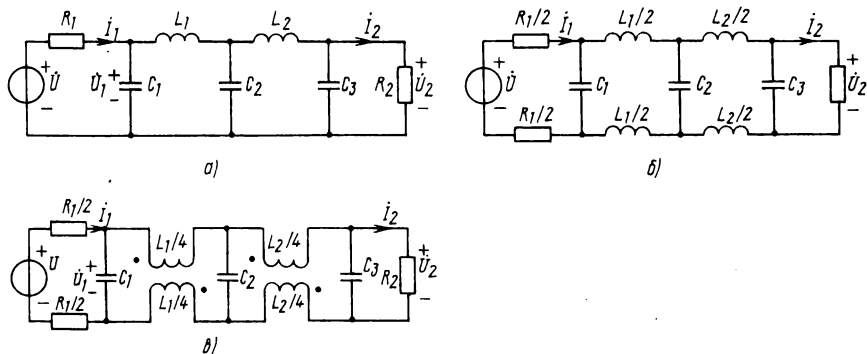 R₁ İ₁ L₁ L₂ İ₂
+ U̇ − U̇₁ + − C₁ C₂ C₃ R₂ + U̇₂ −
а)
R₁/2 İ₁ L₁/2 L₂/2 İ₂
+ U̇ − C₁ C₂ C₃ + U̇₂ −
R₁/2 L₁/2 L₂/2
б)
R₁/2 İ₁ L₁/4 L₂/4 İ₂
+ U − U̇₁ + − C₁ C₂ C₃ R₂ + U̇₂ −
R₁/2 L₁/4 L₂/4
в)